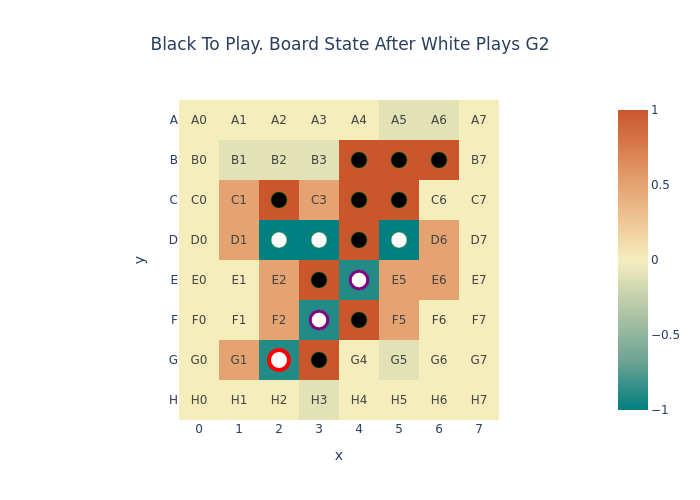 Black To Play. Board State After White Plays G2
A A0 A1 A2 A3 A4 A5 A6 A7
B B0 B1 B2 B3 B7
C C0 C1 C3 C6 C7
D D0 D1 D6 D7
E E0 E1 E2 E5 E6 E7
F F0 F1 F2 F5 F6 F7
G G0 G1 G4 G5 G6 G7
H H0 H1 H2 H3 H4 H5 H6 H7
0 1 2 3 4 5 6 7
x
y
1
0.5
0
−0.5
−1